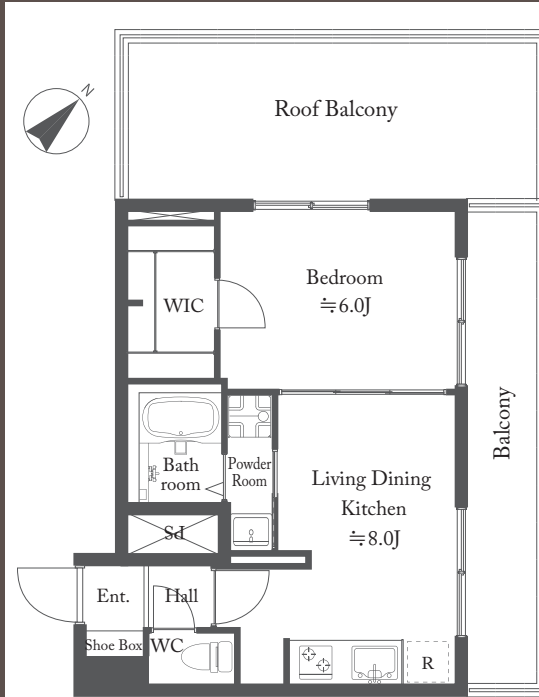 N
Roof Balcony
Bedroom
≒6.0J
WIC
Balcony
Bath
room
Powder
Room
Living Dining
Kitchen
≒8.0J
Sd
Ent.
Hall
Shoe Box
WC
R